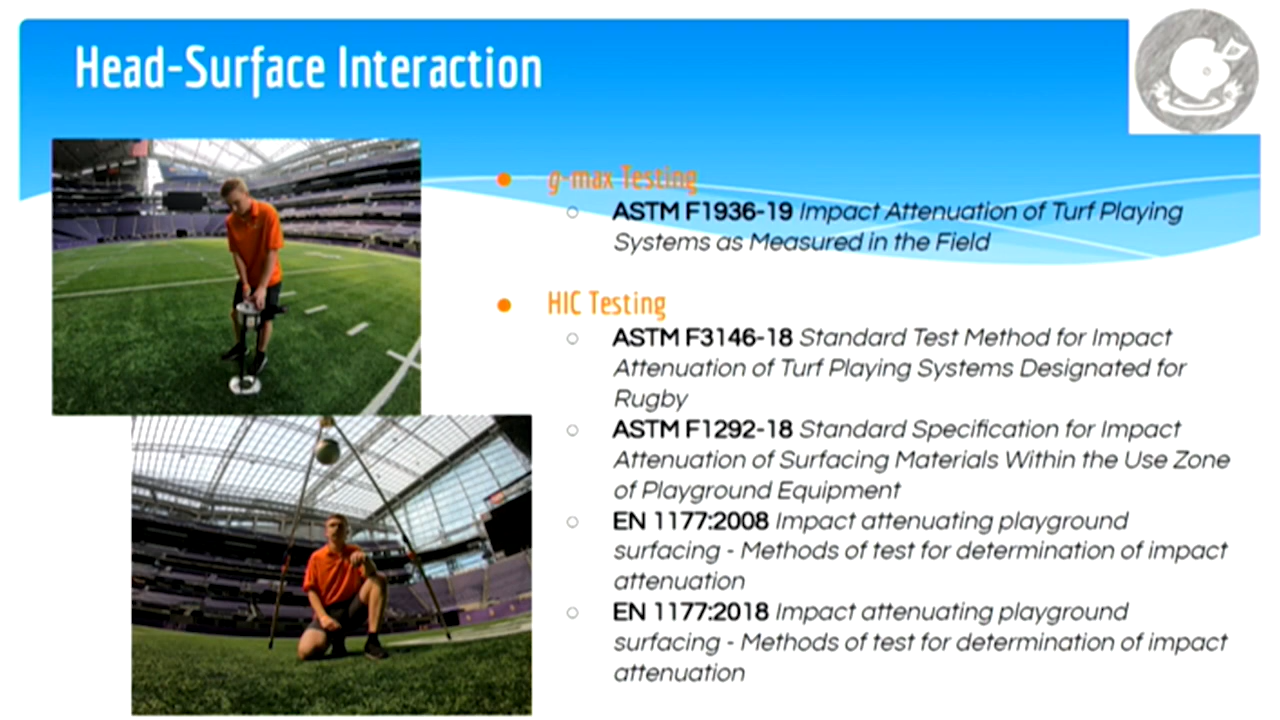 Head-Surface Interaction
g-max Testing
ASTM F1936-19 Impact Attenuation of Turf Playing
Systems as Measured in the Field
HIC Testing
ASTM F3146-18 Standard Test Method for Impact
Attenuation of Turf Playing Systems Designated for
Rugby
ASTM F1292-18 Standard Specification for Impact
Attenuation of Surfacing Materials Within the Use Zone
of Playground Equipment
EN 1177:2008 Impact attenuating playground
surfacing - Methods of test for determination of impact
attenuation
EN 1177:2018 Impact attenuating playground
surfacing - Methods of test for determination of impact
attenuation